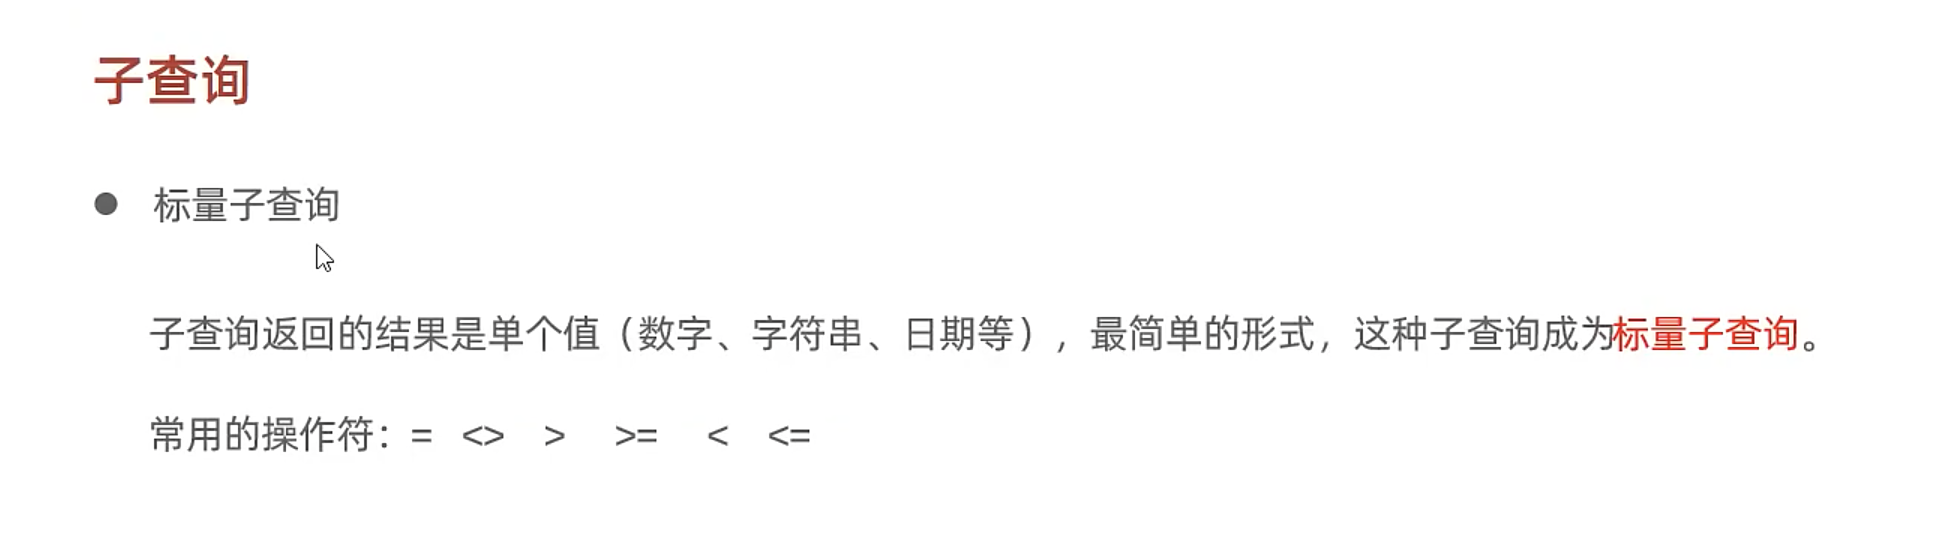 子查询
标量子查询
子查询返回的结果是单个值（数字、字符串、日期等），最简单的形式，这种子查询成为标量子查询。
常用的操作符：= <> > >= < <=